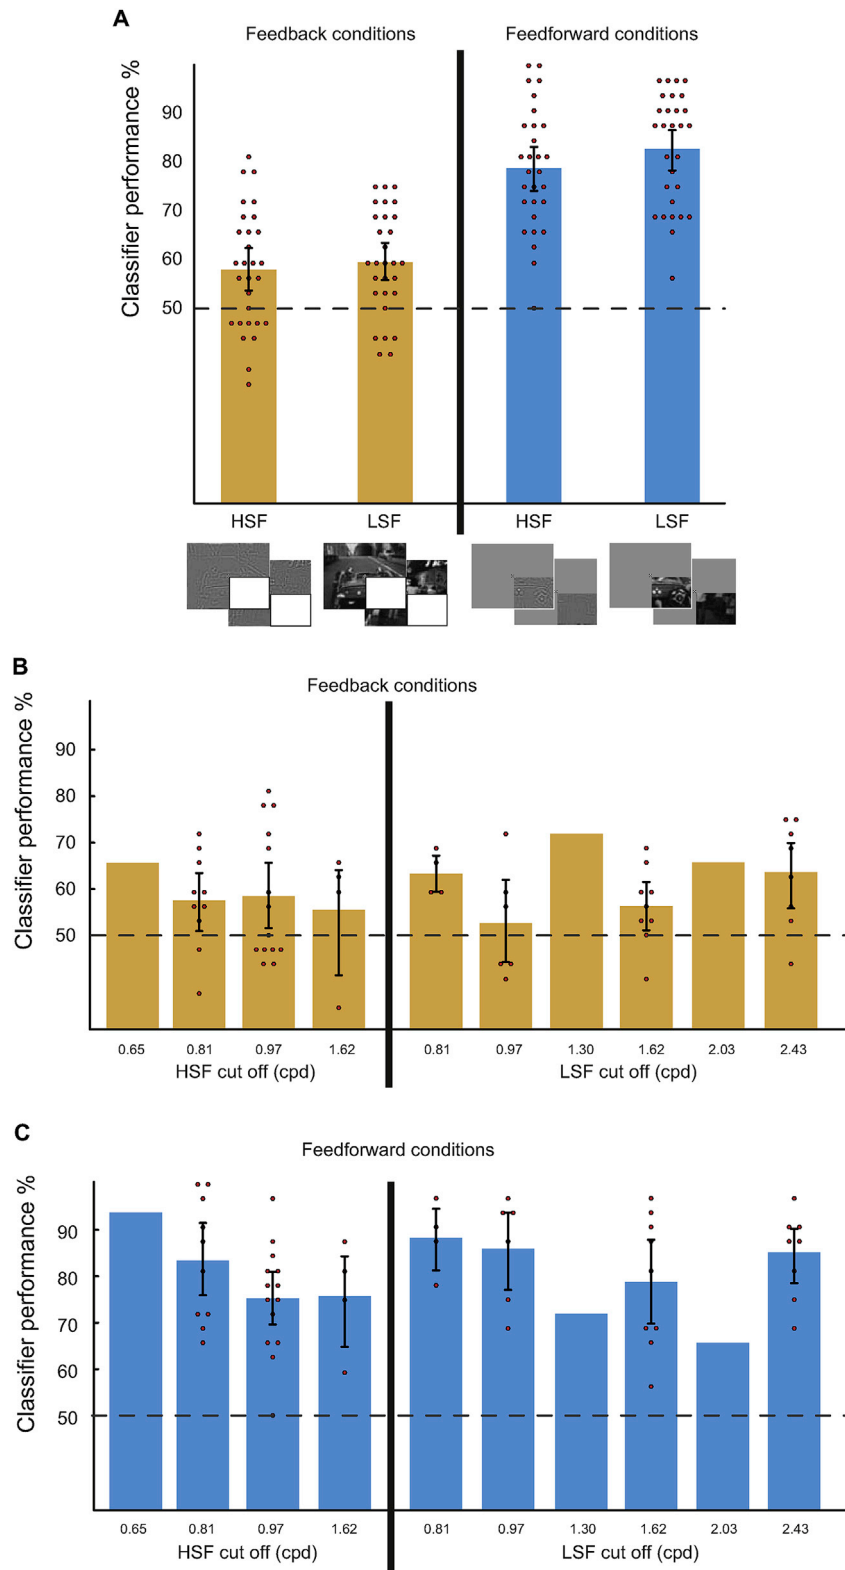 A
Feedback conditions
Feedforward conditions
Classifier performance %
90
80
70
60
50
HSF
LSF
HSF
LSF
B
Feedback conditions
Classifier performance %
90
80
70
60
50
0.65
0.81
0.97
1.62
0.81
0.97
1.30
1.62
2.03
2.43
HSF cut off (cpd)
LSF cut off (cpd)
C
Feedforward conditions
Classifier performance %
90
80
70
60
50
0.65
0.81
0.97
1.62
0.81
0.97
1.30
1.62
2.03
2.43
HSF cut off (cpd)
LSF cut off (cpd)